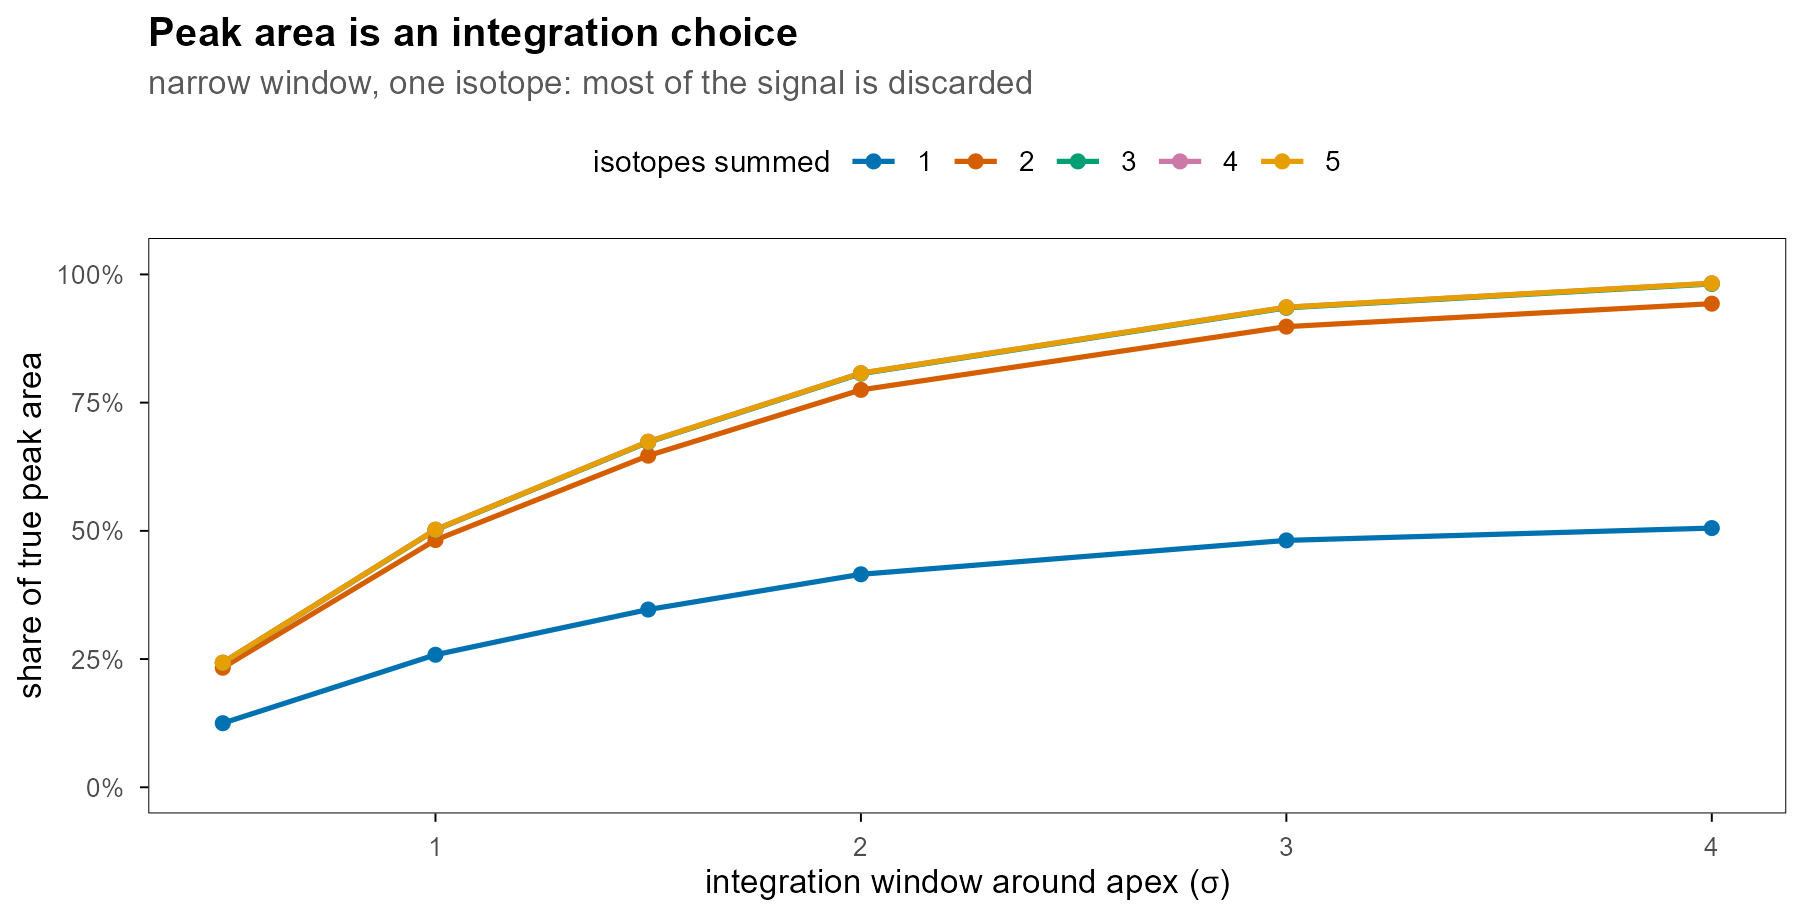 Peak area is an integration choice
narrow window, one isotope: most of the signal is discarded
isotopes summed 1 2 3 4 5
share of true peak area
100%
75%
50%
25%
0%
1 2 3 4
integration window around apex (σ)